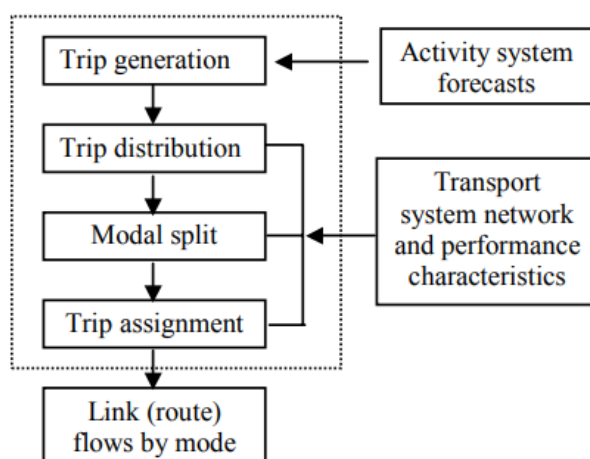 Trip generation
Activity system
forecasts
Trip distribution
Modal split
Transport
system network
and performance
characteristics
Trip assignment
Link (route)
flows by mode